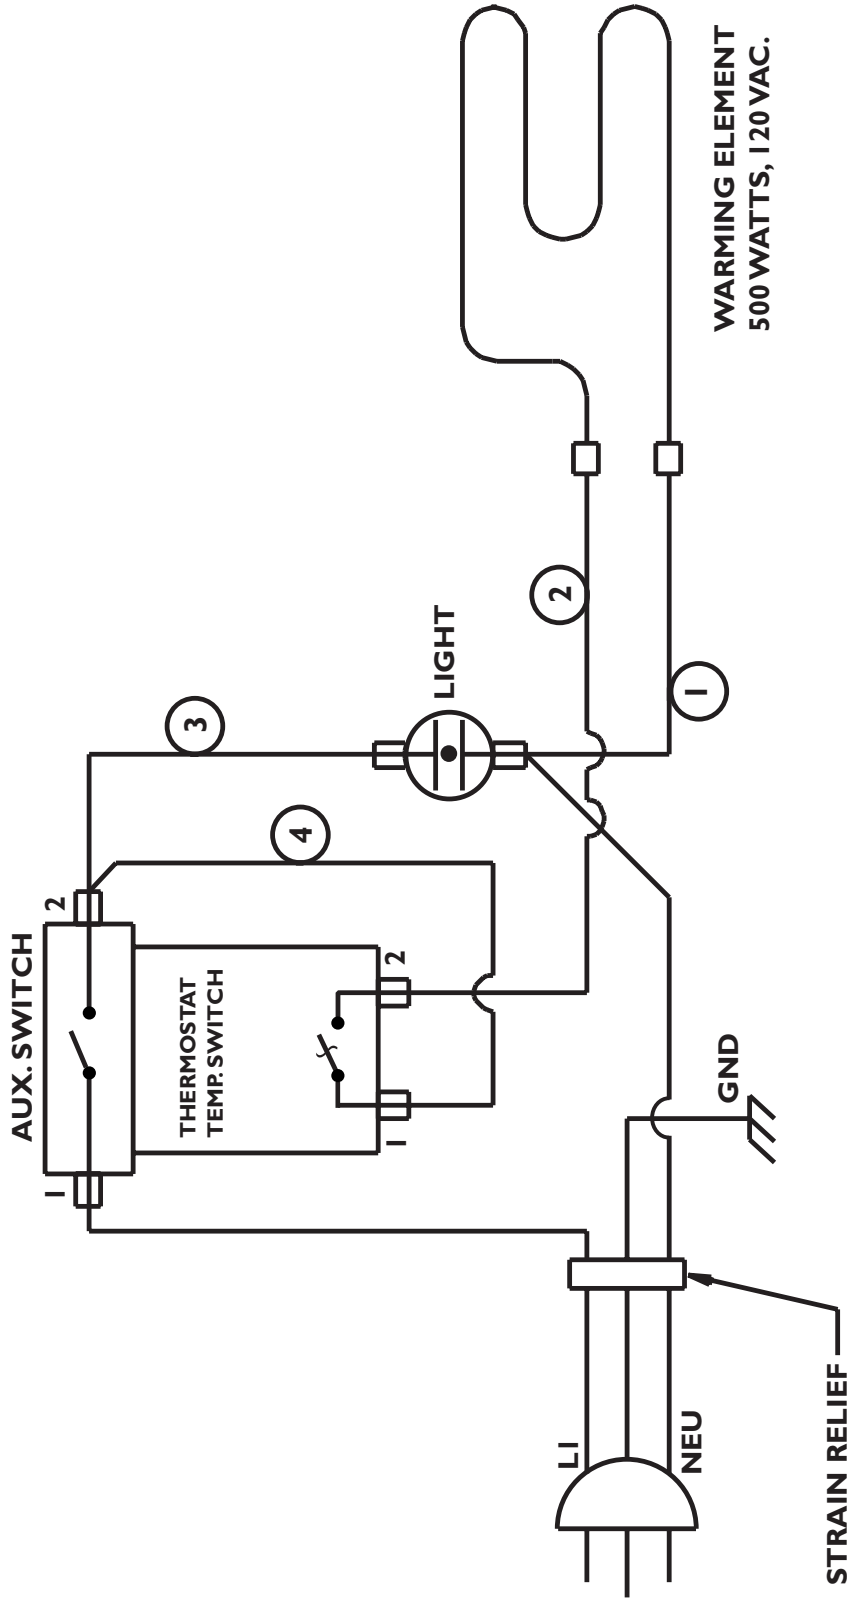 AUX. SWITCH
1
2
THERMOSTAT
TEMP. SWITCH
1
2
3
4
LIGHT
2
1
WARMING ELEMENT
500 WATTS, 120 VAC.
L1
NEU
GND
STRAIN RELIEF